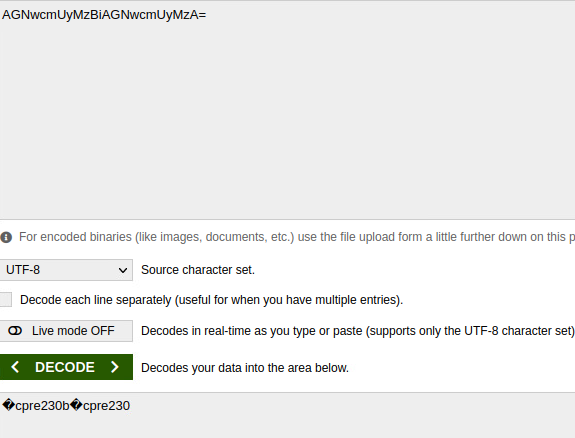 AGNwcmUyMzBiAGNwcmUyMzA=
For encoded binaries (like images, documents, etc.) use the file upload form a little further down on this p
UTF-8 Source character set.
Decode each line separately (useful for when you have multiple entries).
Live mode OFF Decodes in real-time as you type or paste (supports only the UTF-8 character set)
< DECODE > Decodes your data into the area below.
�cpre230b�cpre230